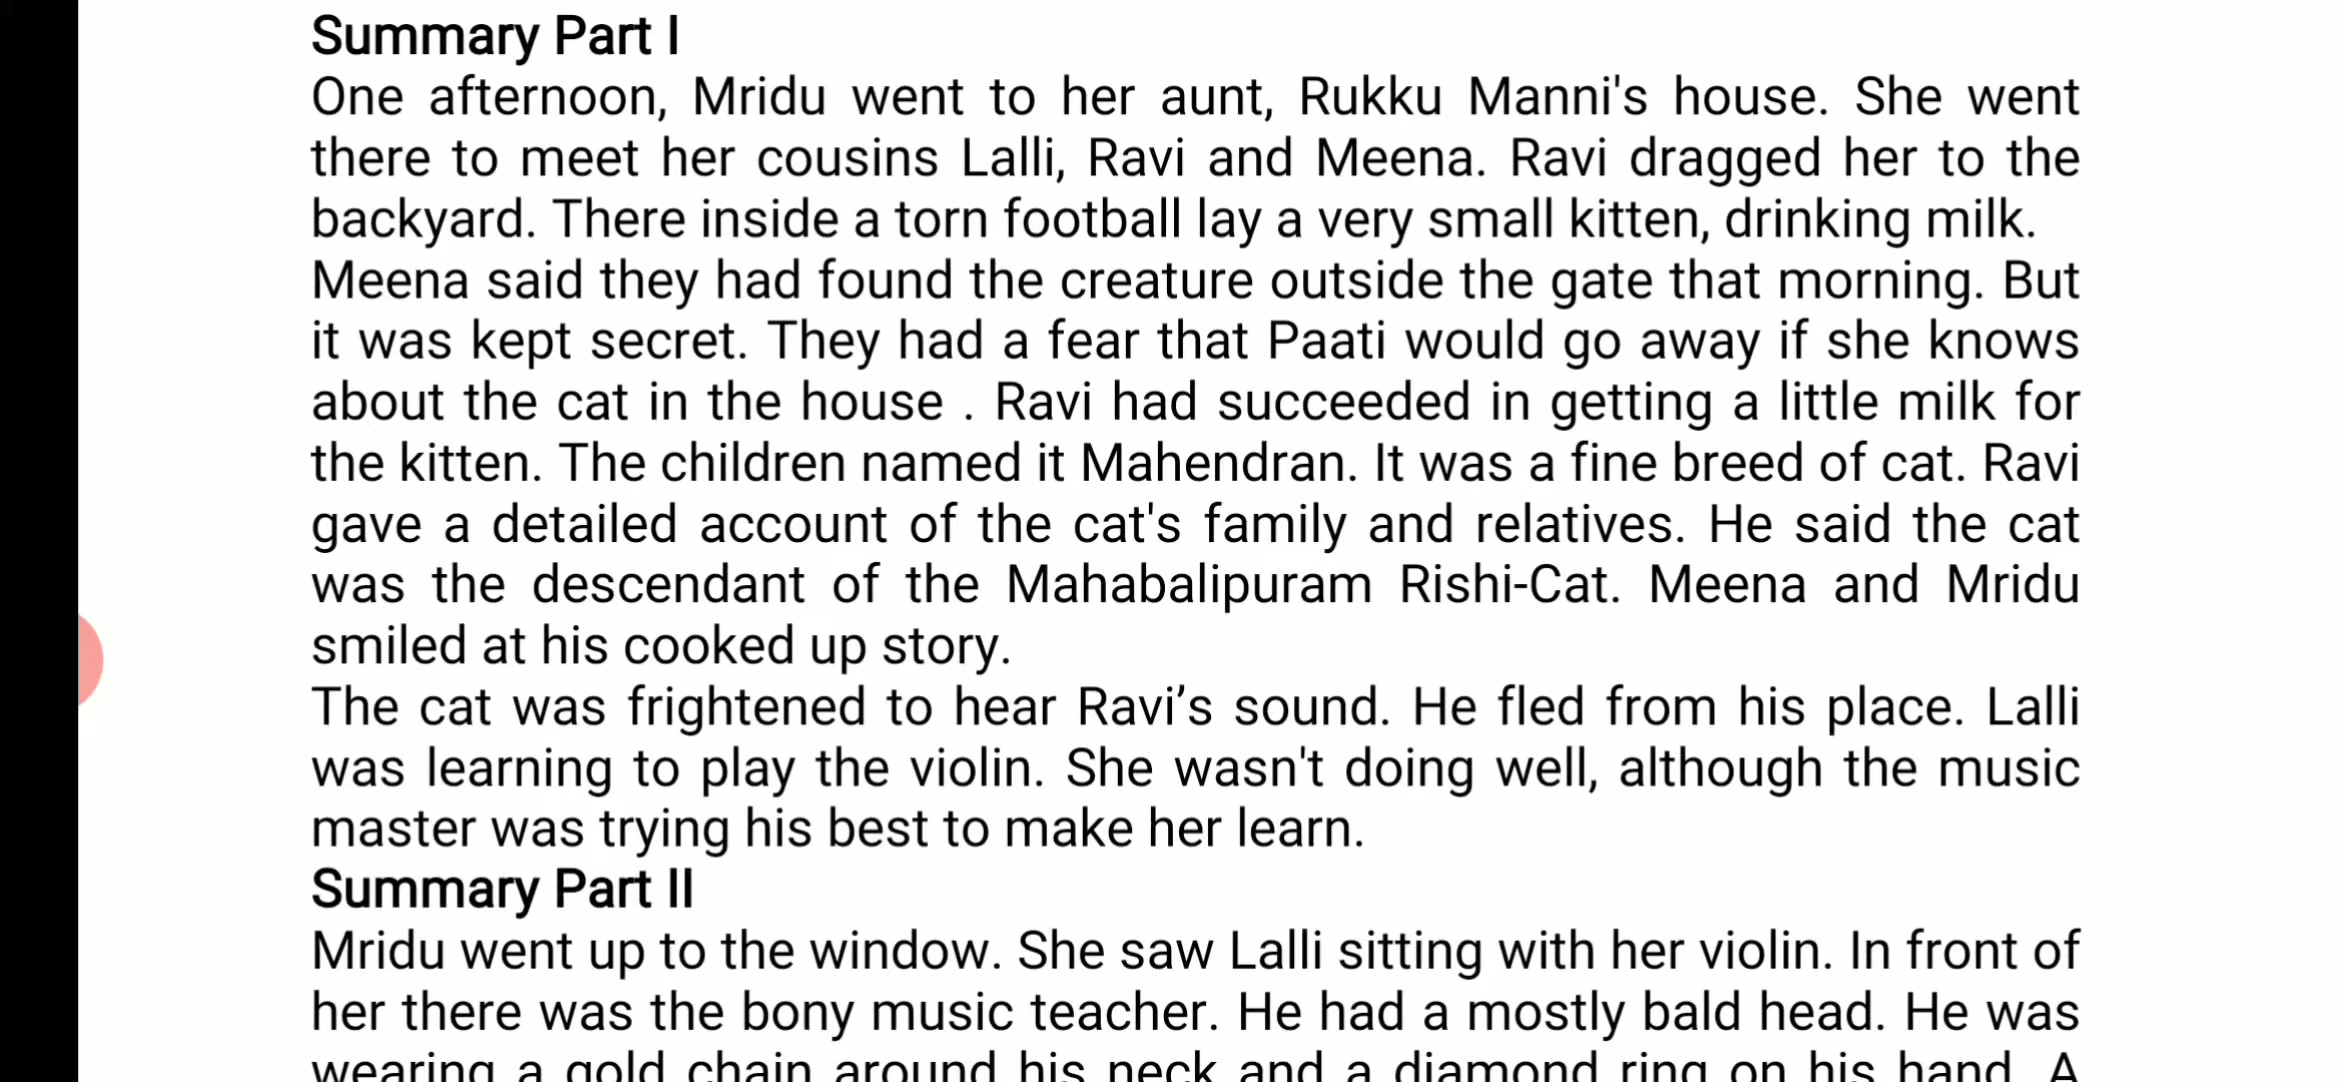 Summary Part I
One afternoon, Mridu went to her aunt, Rukku Manni's house. She went
there to meet her cousins Lalli, Ravi and Meena. Ravi dragged her to the
backyard. There inside a torn football lay a very small kitten, drinking milk.
Meena said they had found the creature outside the gate that morning. But
it was kept secret. They had a fear that Paati would go away if she knows
about the cat in the house . Ravi had succeeded in getting a little milk for
the kitten. The children named it Mahendran. It was a fine breed of cat. Ravi
gave a detailed account of the cat's family and relatives. He said the cat
was the descendant of the Mahabalipuram Rishi-Cat. Meena and Mridu
smiled at his cooked up story.
The cat was frightened to hear Ravi’s sound. He fled from his place. Lalli
was learning to play the violin. She wasn't doing well, although the music
master was trying his best to make her learn.
Summary Part II
Mridu went up to the window. She saw Lalli sitting with her violin. In front of
her there was the bony music teacher. He had a mostly bald head. He was
wearing a gold chain around his neck and a diamond ring on his hand. A